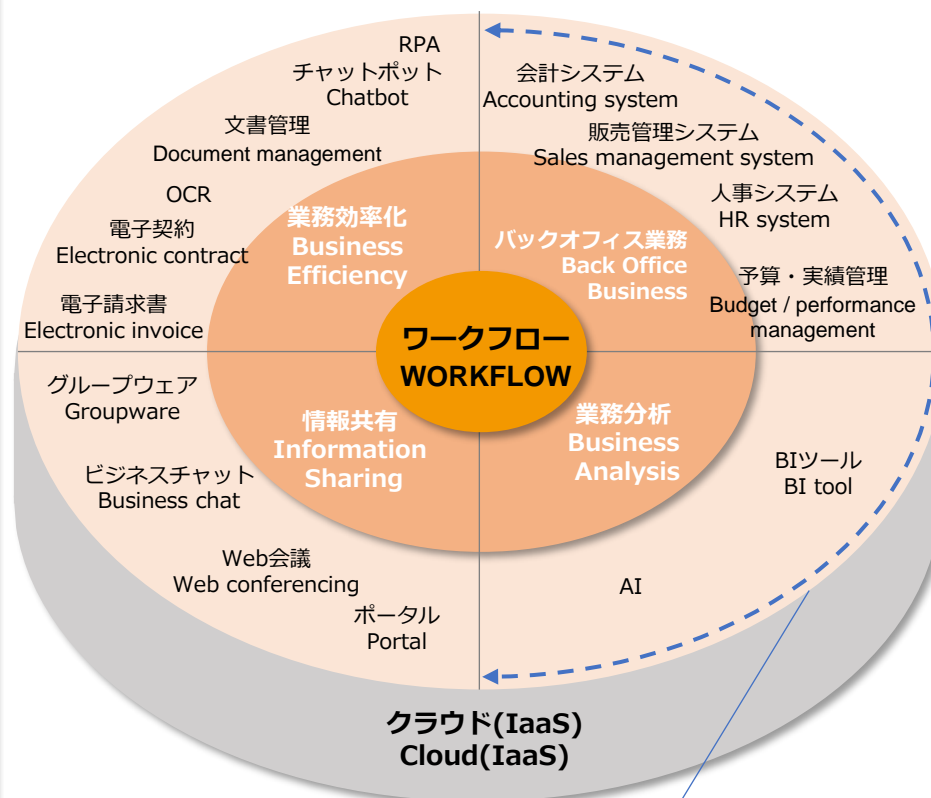 RPA
チャットポット
Chatbot
文書管理
Document management
OCR
電子契約
Electronic contract
電子請求書
Electronic invoice
会計システム
Accounting system
販売管理システム
Sales management system
人事システム
HR system
予算・実績管理
Budget / performance
management
業務効率化
Business
Efficiency
バックオフィス業務
Back Office
Business
ワークフロー
WORKFLOW
情報共有
Information
Sharing
業務分析
Business
Analysis
グループウェア
Groupware
ビジネスチャット
Business chat
Web会議
Web conferencing
ポータル
Portal
BIツール
BI tool
AI
クラウド(IaaS)
Cloud(IaaS)